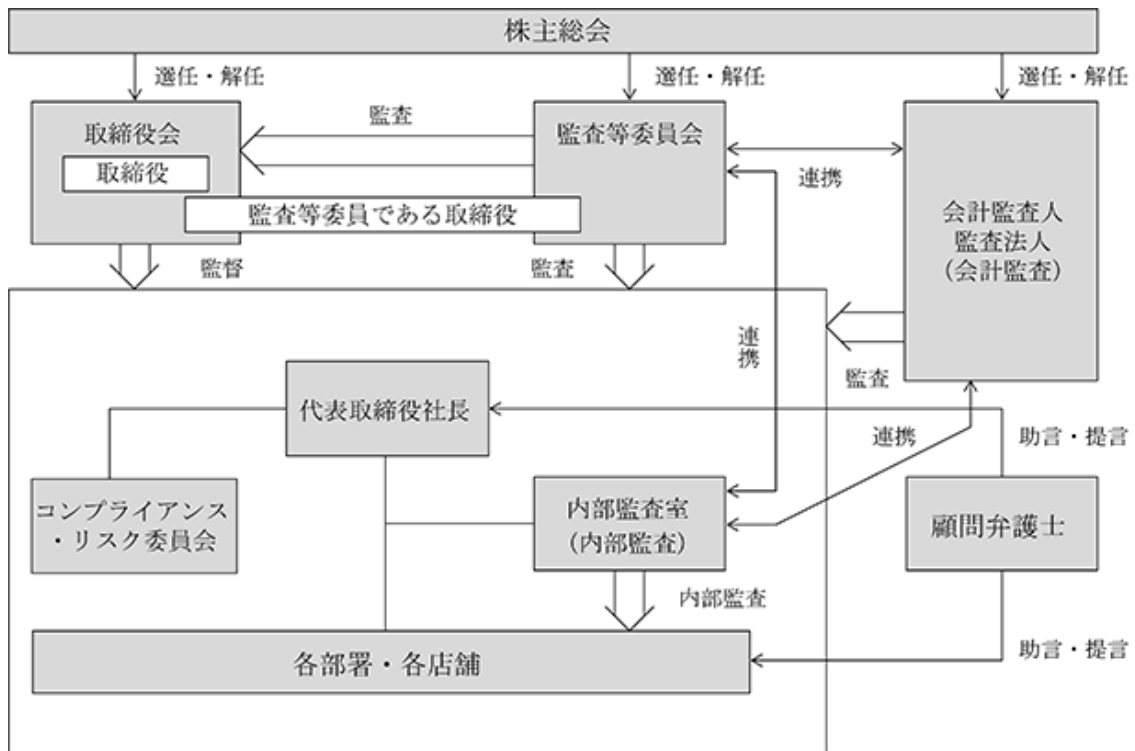 株主総会
選任・解任
選任・解任
選任・解任
取締役会
取締役
監査
監査等委員会
監査等委員である取締役
連携
会計監査人
監査法人
(会計監査)
監督
監査
連携
監査
代表取締役社長
連携
助言・提言
コンプライアンス
・リスク委員会
内部監査室
(内部監査)
顧問弁護士
内部監査
各部署・各店舗
助言・提言